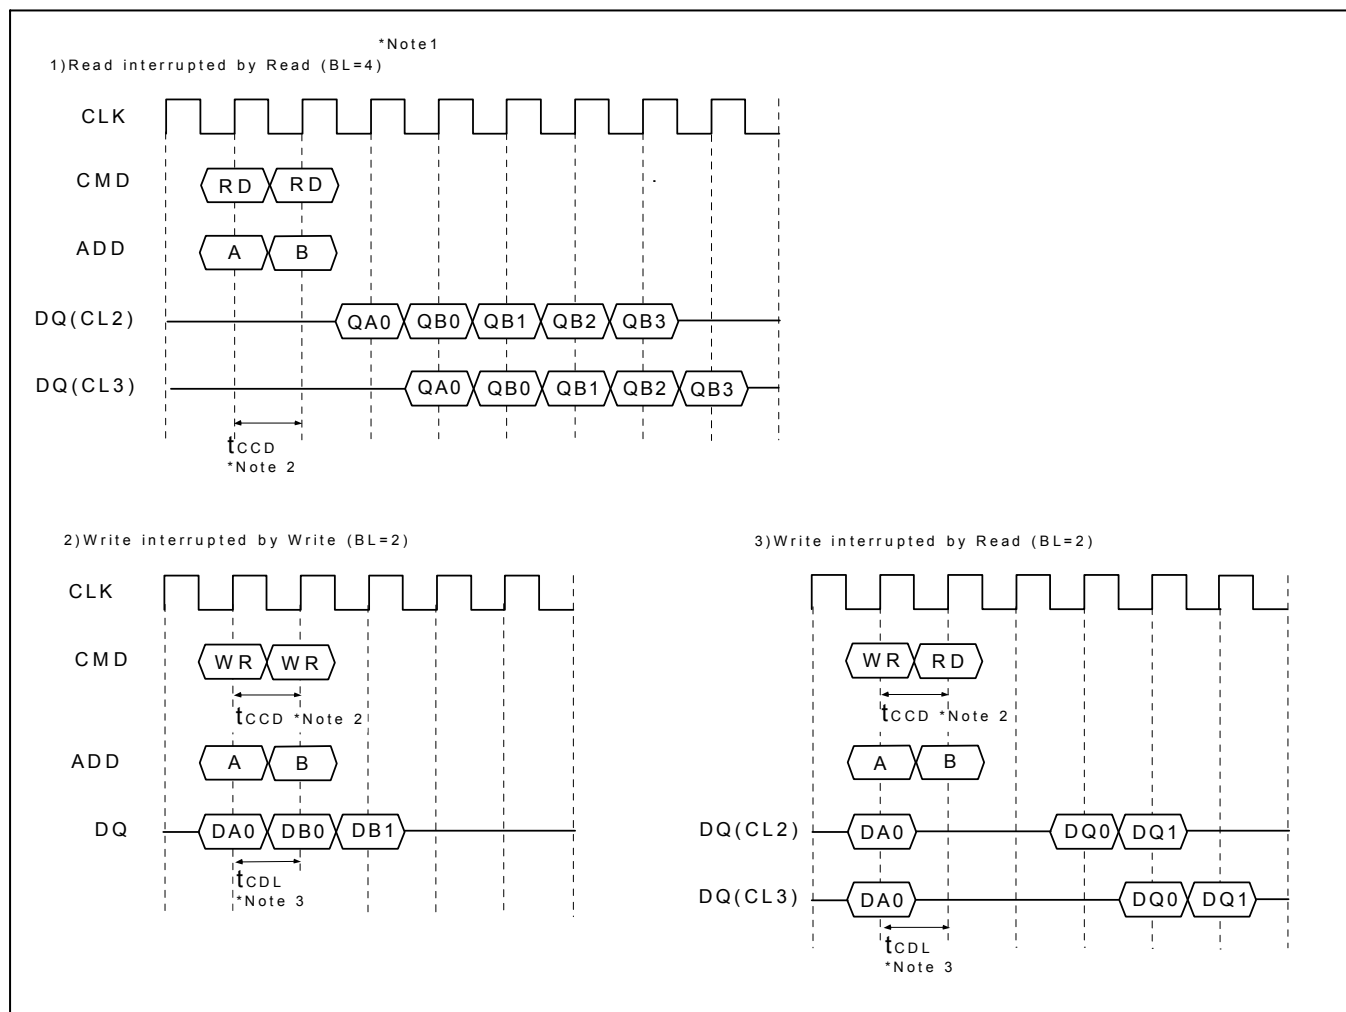 *Note1
1)Read interrupted by Read (BL=4)
CLK
CMD RD RD
ADD A B
DQ(CL2) QA0 QB0 QB1 QB2 QB3
DQ(CL3) QA0 QB0 QB1 QB2 QB3
tCCD
*Note 2
2)Write interrupted by Write (BL=2)
CLK
CMD WR WR
tCCD *Note 2
ADD A B
DQ DA0 DB0 DB1
tCDL
*Note 3
3)Write interrupted by Read (BL=2)
WR RD
tCCD *Note 2
A B
DQ(CL2) DA0 DQ0 DQ1
DQ(CL3) DA0 DQ0 DQ1
tCDL
*Note 3